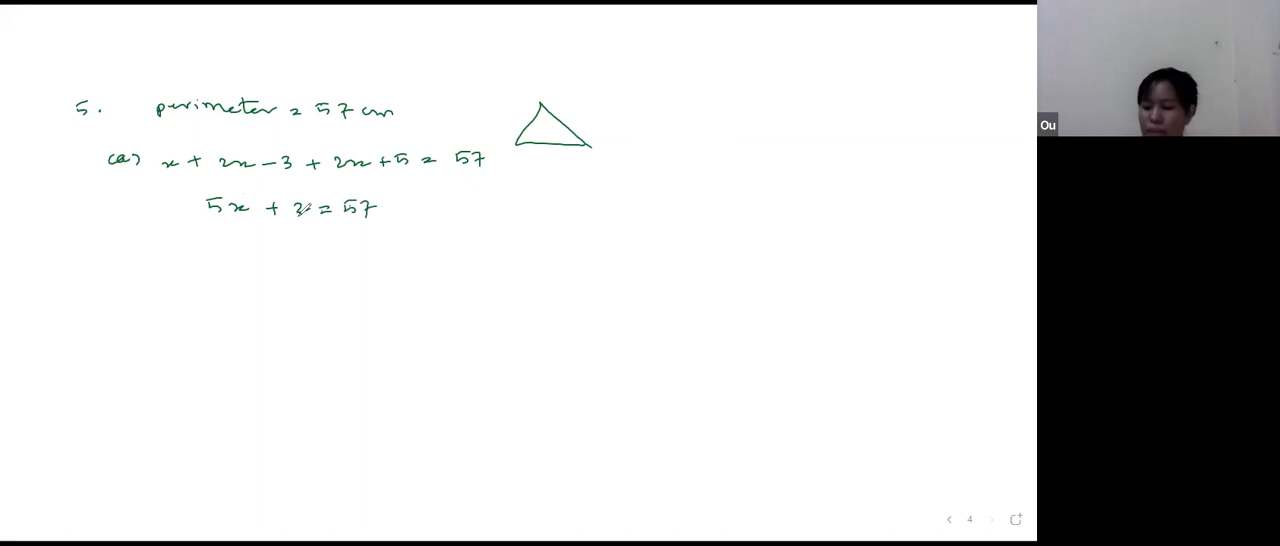 5. perimeter = 57 cm
(a) x + 2x - 3 + 2x + 5 = 57
5x + 2 = 57
Ou
4